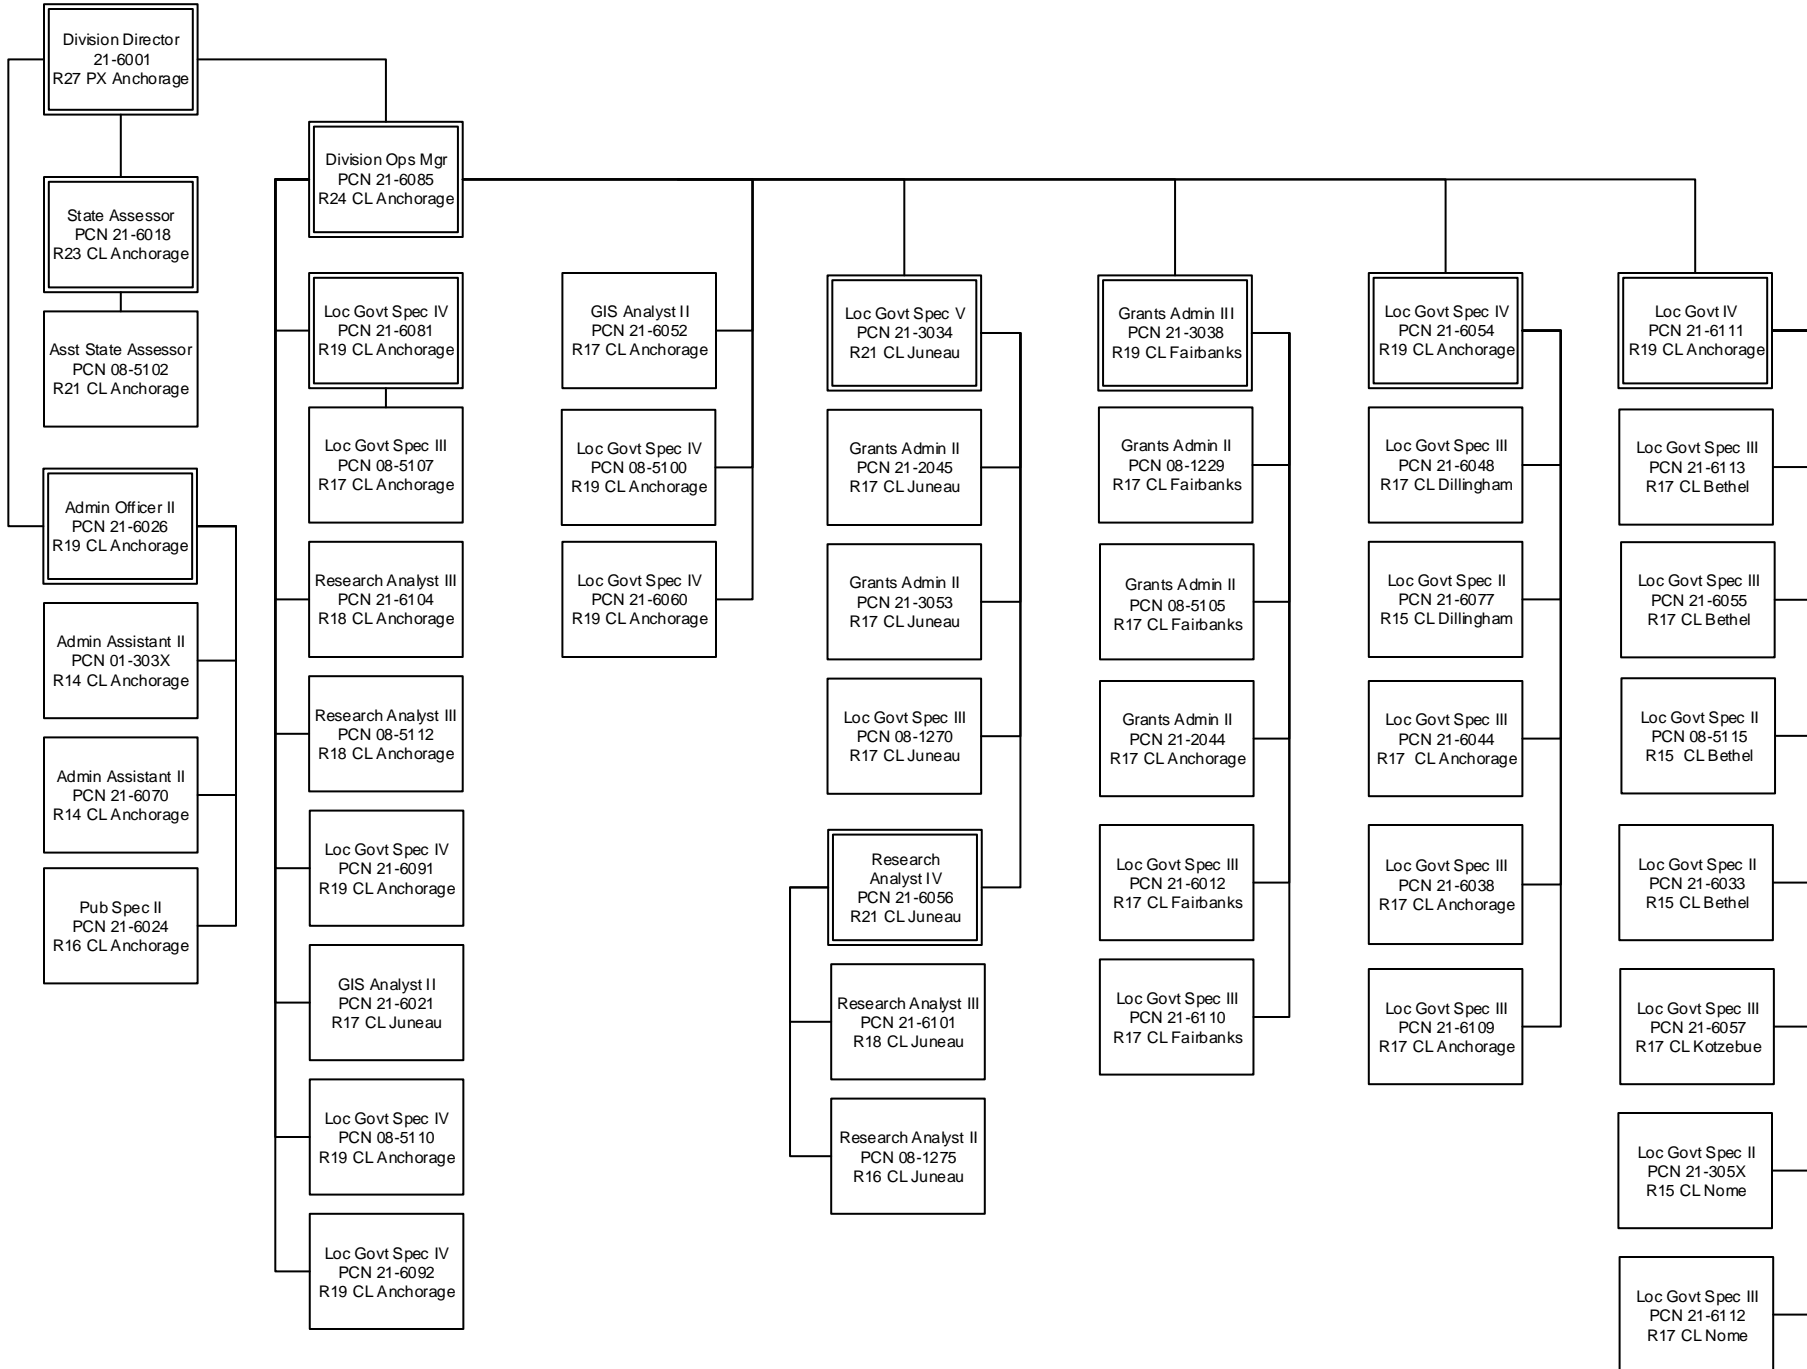 Division Director
21-6001
R27 PX Anchorage
State Assessor
PCN 21-6018
R23 CL Anchorage
Asst State Assessor
PCN 08-5102
R21 CL Anchorage
Admin Officer II
PCN 21-6026
R19 CL Anchorage
Admin Assistant II
PCN 01-303X
R14 CL Anchorage
Admin Assistant II
PCN 21-6070
R14 CL Anchorage
Pub Spec II
PCN 21-6024
R16 CL Anchorage
Division Ops Mgr
PCN 21-6085
R24 CL Anchorage
Loc Govt Spec IV
PCN 21-6081
R19 CL Anchorage
Loc Govt Spec III
PCN 08-5107
R17 CL Anchorage
Research Analyst III
PCN 21-6104
R18 CL Anchorage
Research Analyst III
PCN 08-5112
R18 CL Anchorage
Loc Govt Spec IV
PCN 21-6091
R19 CL Anchorage
GIS Analyst II
PCN 21-6021
R17 CL Juneau
Loc Govt Spec IV
PCN 08-5110
R19 CL Anchorage
Loc Govt Spec IV
PCN 21-6092
R19 CL Anchorage
GIS Analyst II
PCN 21-6052
R17 CL Anchorage
Loc Govt Spec IV
PCN 08-5100
R19 CL Anchorage
Loc Govt Spec IV
PCN 21-6060
R19 CL Anchorage
Loc Govt Spec V
PCN 21-3034
R21 CL Juneau
Grants Admin II
PCN 21-2045
R17 CL Juneau
Grants Admin II
PCN 21-3053
R17 CL Juneau
Loc Govt Spec III
PCN 08-1270
R17 CL Juneau
Research
Analyst IV
PCN 21-6056
R21 CL Juneau
Research Analyst III
PCN 21-6101
R18 CL Juneau
Research Analyst II
PCN 08-1275
R16 CL Juneau
Grants Admin III
PCN 21-3038
R19 CL Fairbanks
Grants Admin II
PCN 08-1229
R17 CL Fairbanks
Grants Admin II
PCN 08-5105
R17 CL Fairbanks
Grants Admin II
PCN 21-2044
R17 CL Anchorage
Loc Govt Spec III
PCN 21-6012
R17 CL Fairbanks
Loc Govt Spec III
PCN 21-6110
R17 CL Fairbanks
Loc Govt Spec IV
PCN 21-6054
R19 CL Anchorage
Loc Govt Spec III
PCN 21-6048
R17 CL Dillingham
Loc Govt Spec II
PCN 21-6077
R15 CL Dillingham
Loc Govt Spec III
PCN 21-6044
R17 CL Anchorage
Loc Govt Spec III
PCN 21-6038
R17 CL Anchorage
Loc Govt Spec III
PCN 21-6109
R17 CL Anchorage
Loc Govt IV
PCN 21-6111
R19 CL Anchorage
Loc Govt Spec III
PCN 21-6113
R17 CL Bethel
Loc Govt Spec III
PCN 21-6055
R17 CL Bethel
Loc Govt Spec II
PCN 08-5115
R15 CL Bethel
Loc Govt Spec II
PCN 21-6033
R15 CL Bethel
Loc Govt Spec III
PCN 21-6057
R17 CL Kotzebue
Loc Govt Spec II
PCN 21-305X
R15 CL Nome
Loc Govt Spec III
PCN 21-6112
R17 CL Nome